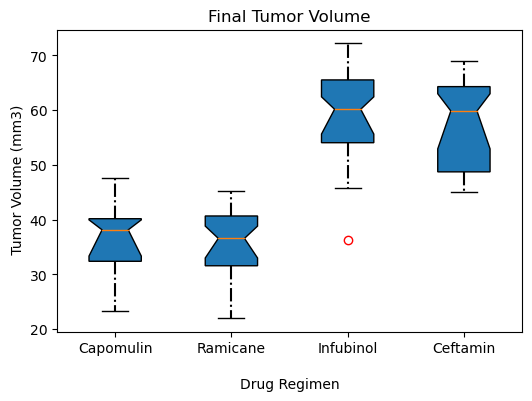 Final Tumor Volume
Tumor Volume (mm3)
70
60
50
40
30
20
Capomulin Ramicane Infubinol Ceftamin
Drug Regimen